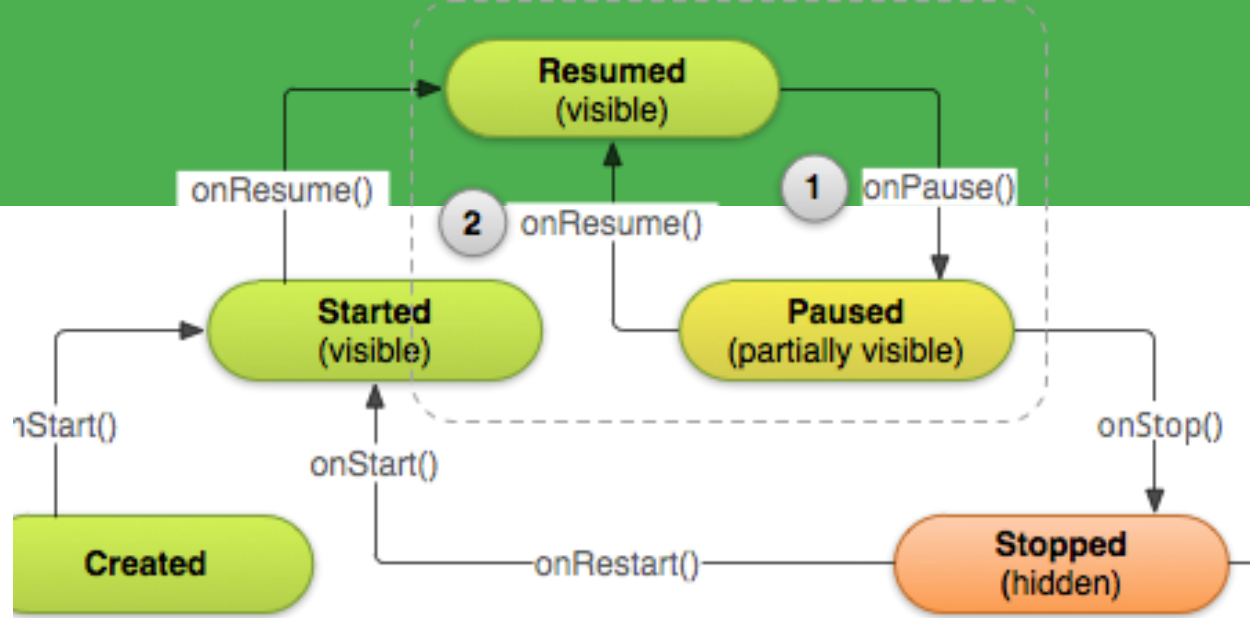 Resumed
(visible)
onResume()
1
onPause()
2
onResume()
Started
(visible)
Paused
(partially visible)
nStart()
onStop()
onStart()
Created
onRestart()
Stopped
(hidden)